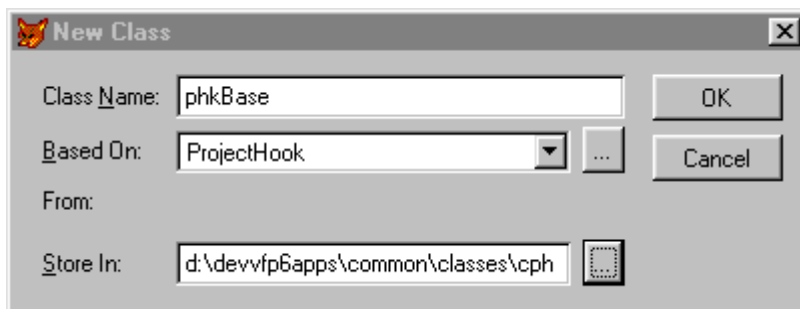 New Class
Class Name: phkBase OK
Based On: ProjectHook ... Cancel
From:
Store In: d:\devvfp6apps\common\classes\cph ...